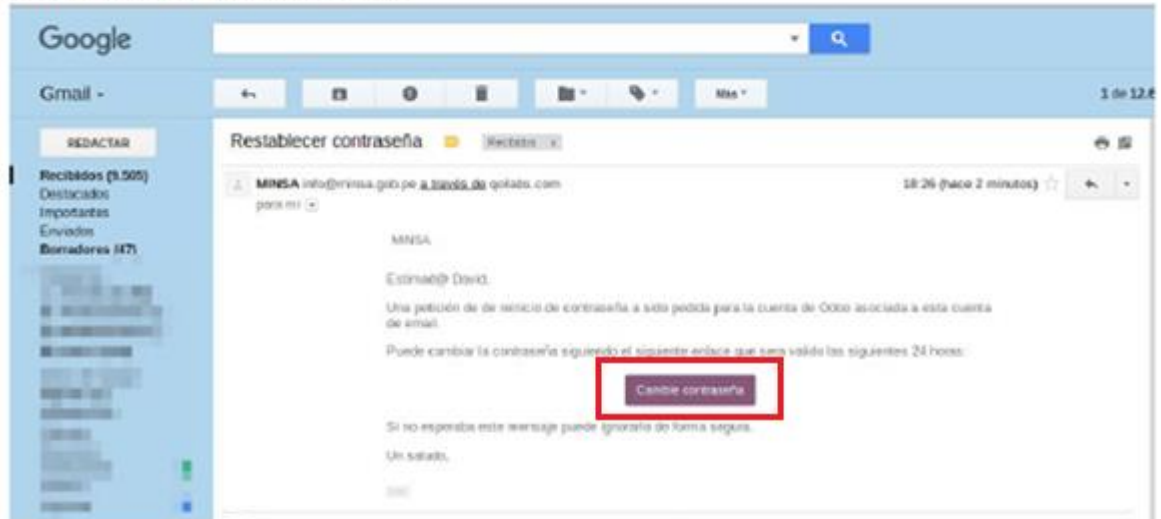 Google
Gmail
Más
1 de 12.6
REDACTAR
Restablecer contraseña
Recibidos x
Recibidos (9.505)
Destacados
Importantes
Enviados
Borradores (47)
MINSA info@minsa.gob.pe a través de qollabs.com
18:26 (hace 2 minutos)
para mí
MINSA
Estimad@ David,
Una petición de de reinicio de contraseña a sido pedida para la cuenta de Odoo asociada a esta cuenta
de email.
Puede cambiar la contraseña siguiendo el siguiente enlace que sera valido las siguientes 24 horas:
Cambie contraseña
Si no esperaba este mensaje puede ignorarlo de forma segura.
Un saludo,